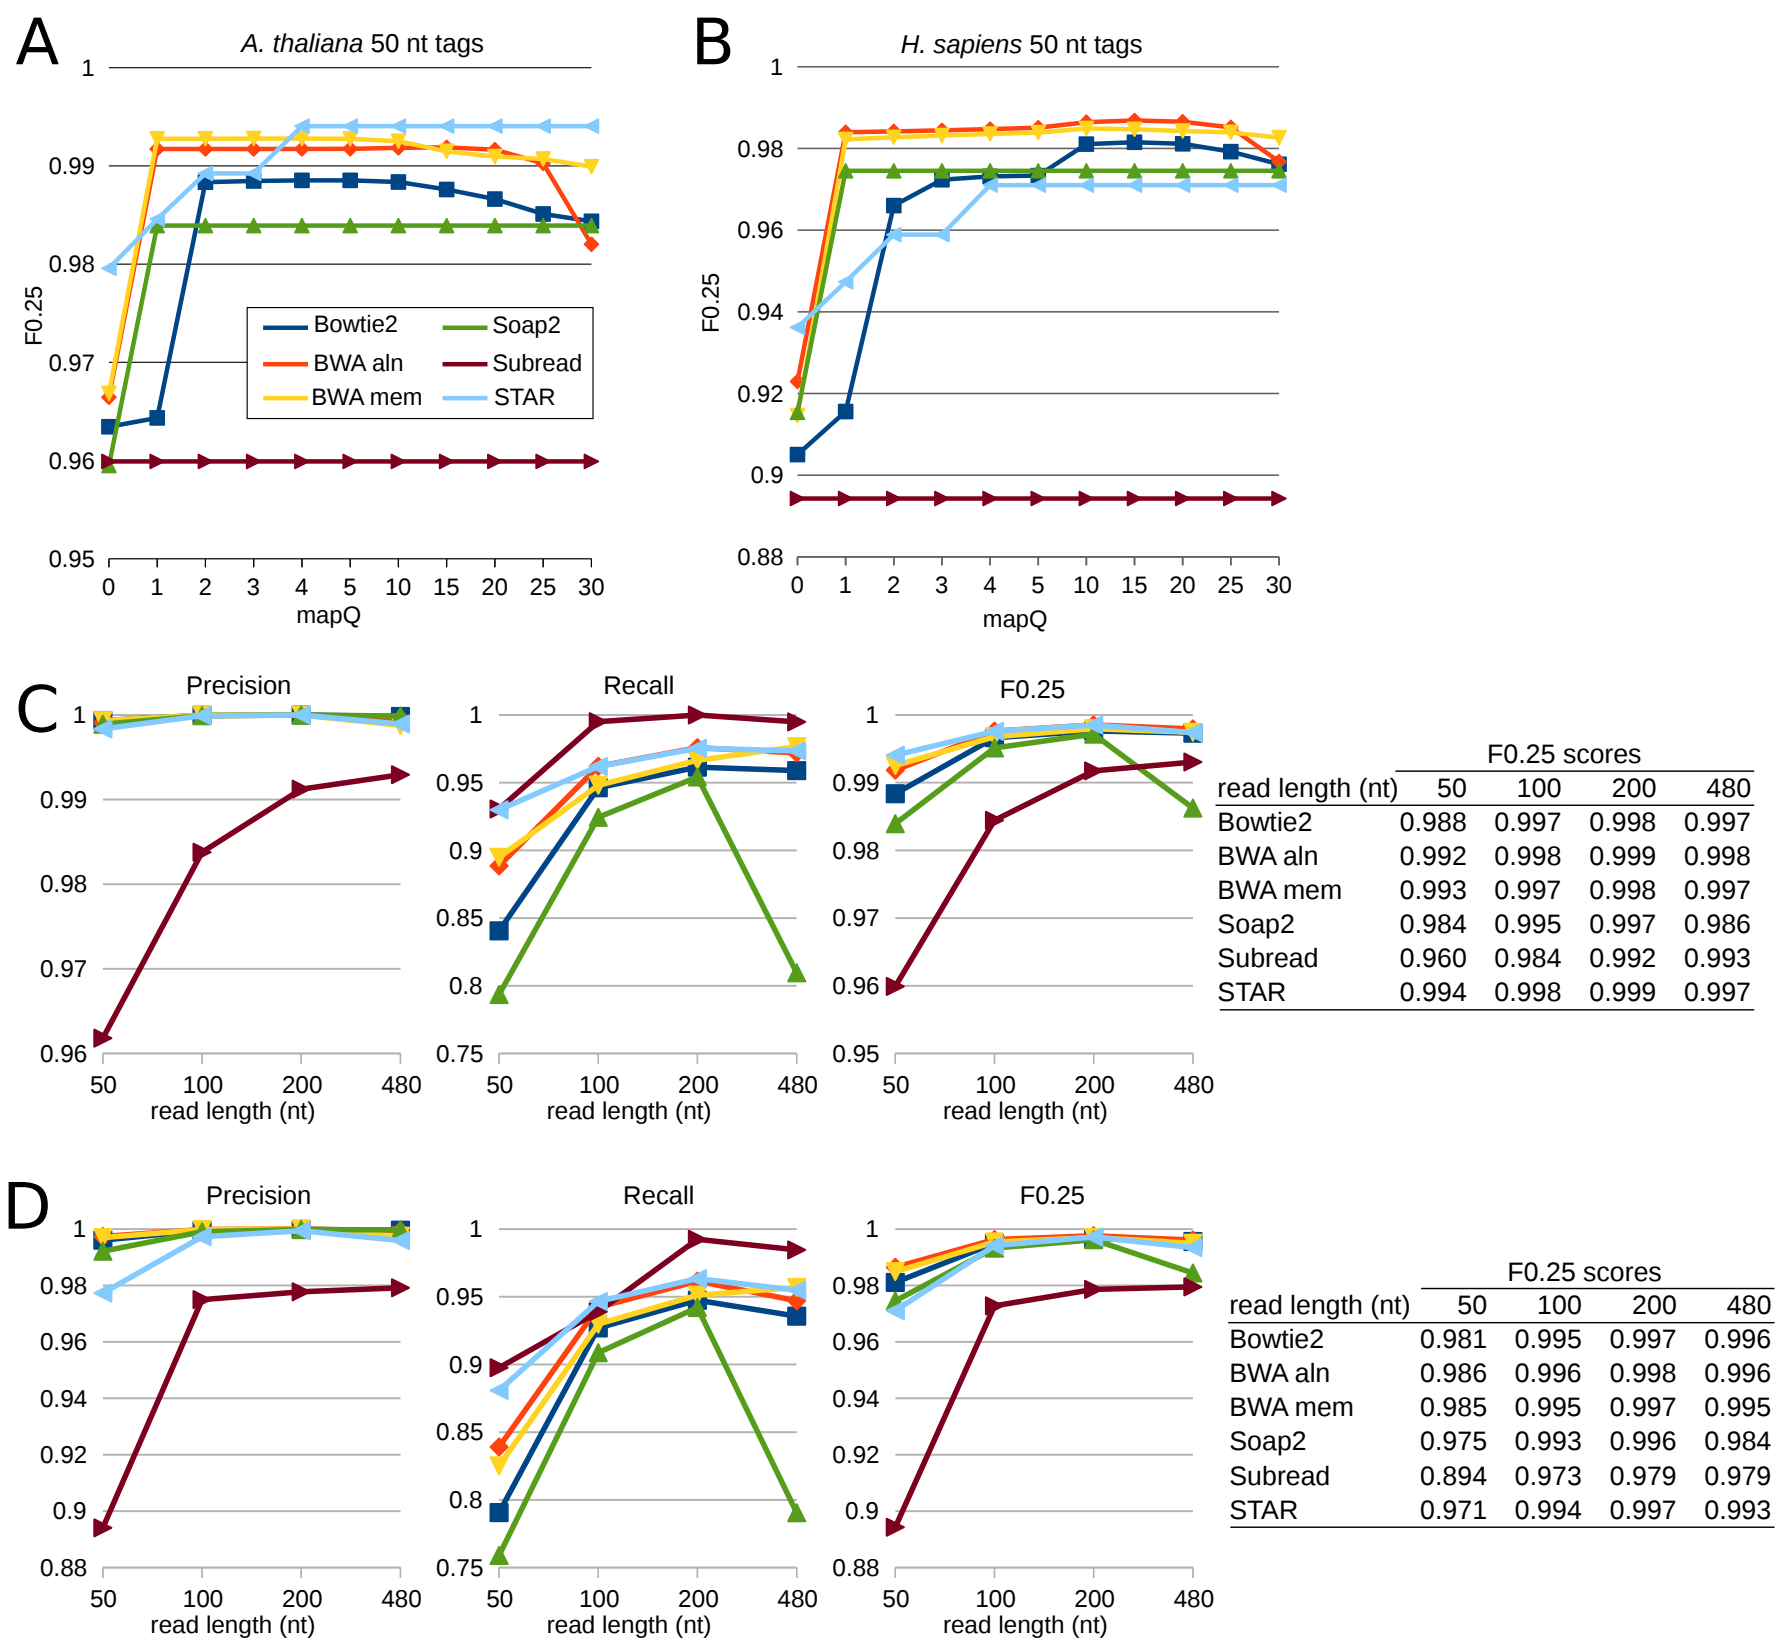 A
A. thaliana 50 nt tags
1
0.99
0.98
0.97
0.96
0.95
F0.25
Bowtie2
Soap2
BWA aln
Subread
BWA mem
STAR
0 1 2 3 4 5 10 15 20 25 30
mapQ
B
H. sapiens 50 nt tags
1
0.98
0.96
0.94
0.92
0.9
0.88
F0.25
0 1 2 3 4 5 10 15 20 25 30
mapQ
C
Precision
1
0.99
0.98
0.97
0.96
50 100 200 480
read length (nt)
Recall
1
0.95
0.9
0.85
0.8
0.75
50 100 200 480
read length (nt)
F0.25
1
0.99
0.98
0.97
0.96
0.95
50 100 200 480
read length (nt)
F0.25 scores
read length (nt) 50 100 200 480
Bowtie2 0.988 0.997 0.998 0.997
BWA aln 0.992 0.998 0.999 0.998
BWA mem 0.993 0.997 0.998 0.997
Soap2 0.984 0.995 0.997 0.986
Subread 0.960 0.984 0.992 0.993
STAR 0.994 0.998 0.999 0.997
D
Precision
1
0.98
0.96
0.94
0.92
0.9
0.88
50 100 200 480
read length (nt)
Recall
1
0.95
0.9
0.85
0.8
0.75
50 100 200 480
read length (nt)
F0.25
1
0.98
0.96
0.94
0.92
0.9
0.88
50 100 200 480
read length (nt)
F0.25 scores
read length (nt) 50 100 200 480
Bowtie2 0.981 0.995 0.997 0.996
BWA aln 0.986 0.996 0.998 0.996
BWA mem 0.985 0.995 0.997 0.995
Soap2 0.975 0.993 0.996 0.984
Subread 0.894 0.973 0.979 0.979
STAR 0.971 0.994 0.997 0.993